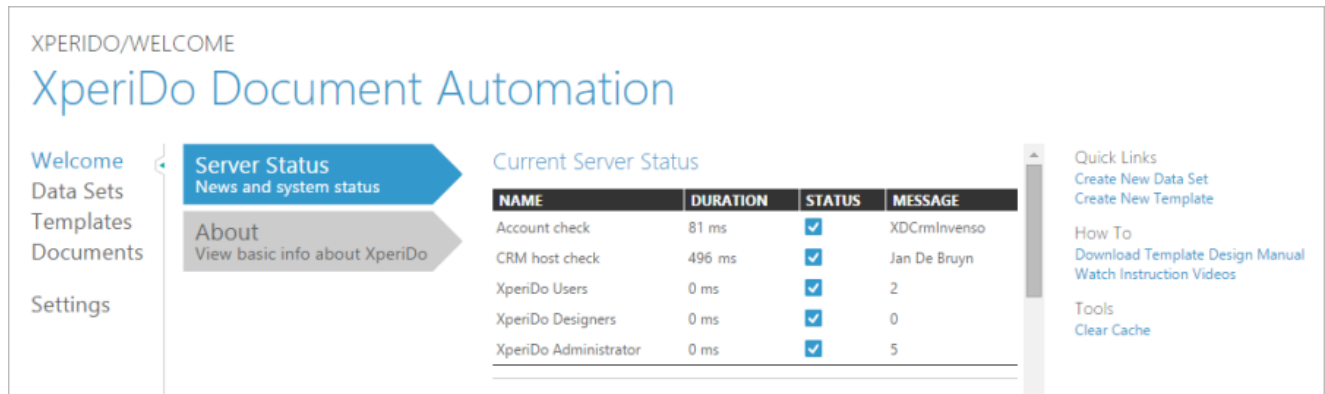 XPERIDO/WELCOME
XperiDo Document Automation
Welcome
Data Sets
Templates
Documents
Settings
Server Status
News and system status
About
View basic info about XperiDo
Current Server Status
NAME DURATION STATUS MESSAGE
Account check 81 ms XDCrmInvenso
CRM host check 496 ms Jan De Bruyn
XperiDo Users 0 ms 2
XperiDo Designers 0 ms 0
XperiDo Administrator 0 ms 5
Quick Links
Create New Data Set
Create New Template
How To
Download Template Design Manual
Watch Instruction Videos
Tools
Clear Cache